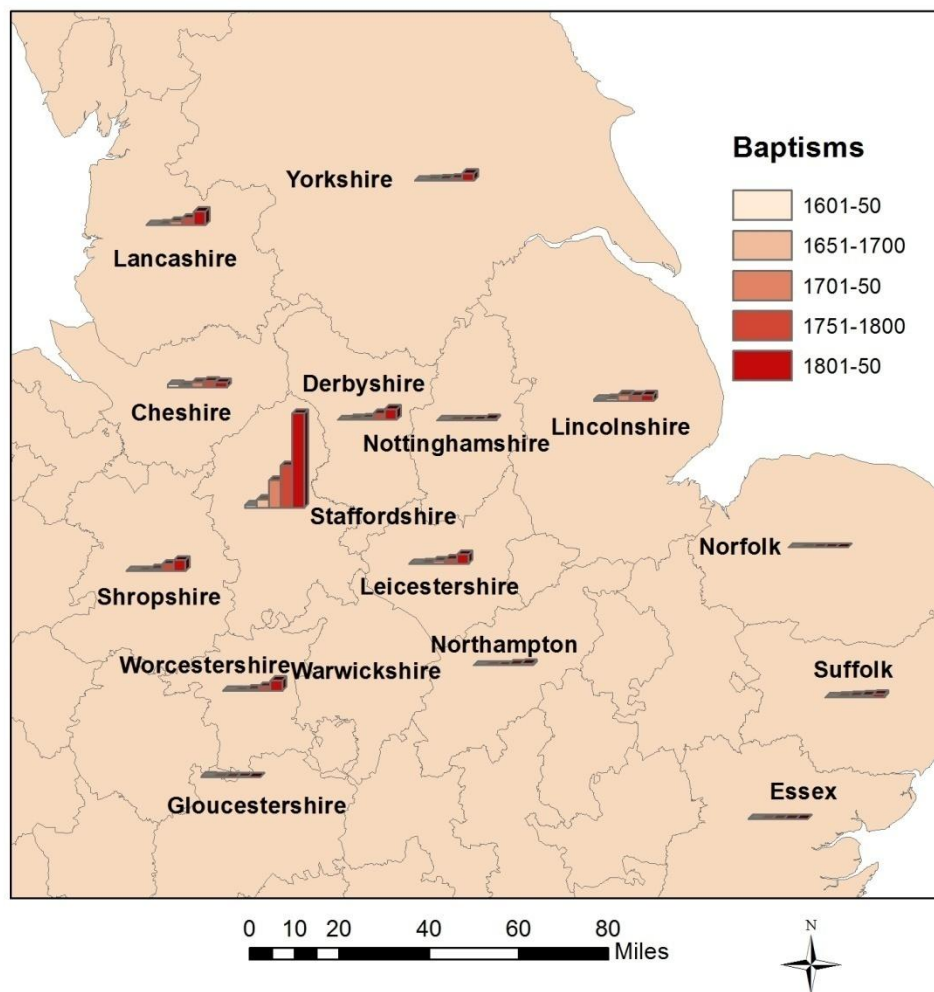 Baptisms
1601-50
1651-1700
1701-50
1751-1800
1801-50
Yorkshire
Lancashire
Derbyshire
Cheshire
Nottinghamshire
Lincolnshire
Staffordshire
Norfolk
Shropshire
Leicestershire
Northampton
Worcestershire
Warwickshire
Suffolk
Gloucestershire
Essex
0 10 20 40 60 80
Miles
N